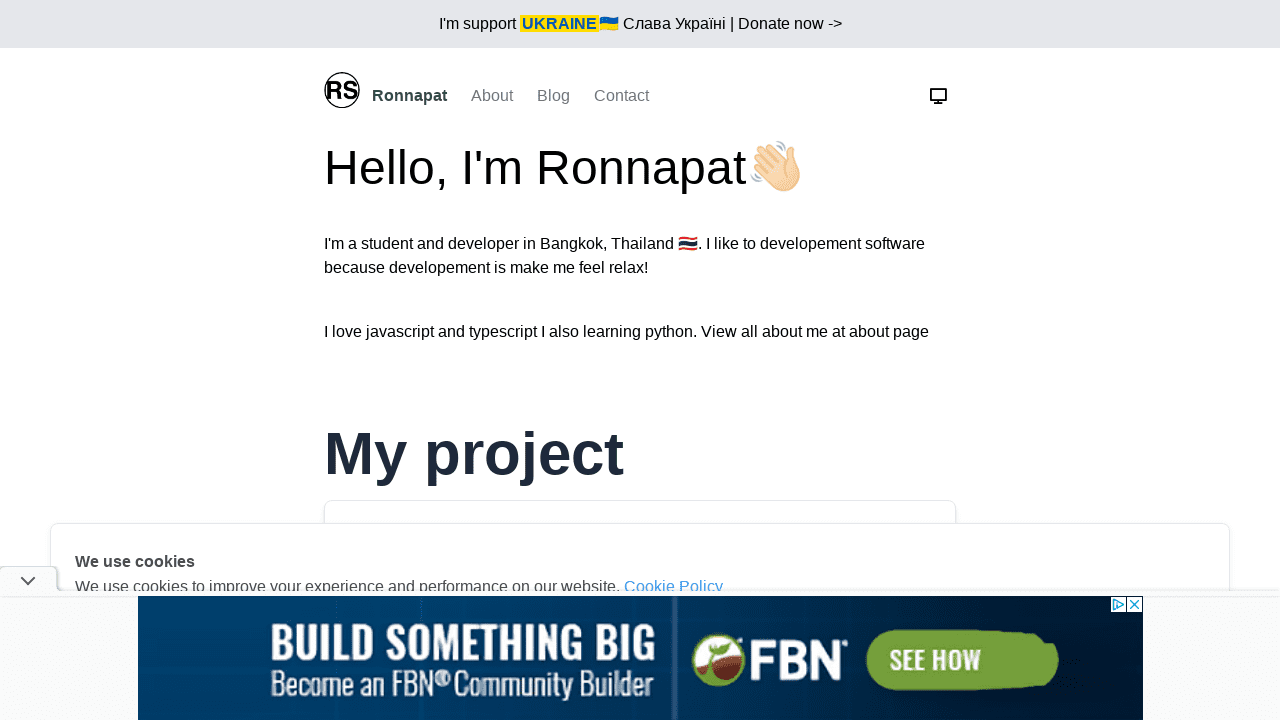 I'm support UKRAINE🇺🇦 Слава Україні | Donate now ->
RS
Ronnapat About Blog Contact
Hello, I'm Ronnapat👋🏻
I'm a student and developer in Bangkok, Thailand 🇹🇭. I like to developement software
because developement is make me feel relax!
I love javascript and typescript I also learning python. View all about me at about page
My project
We use cookies
We use cookies to improve your experience and performance on our website. Cookie Policy
BUILD SOMETHING BIG
Become an FBN® Community Builder
FBN
SEE HOW